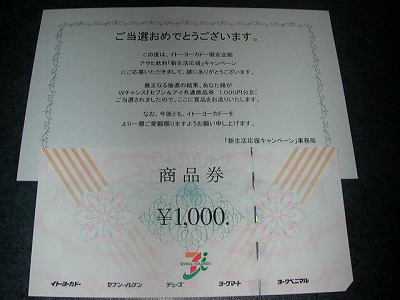 ご当選おめでとうございます。
この度は、イトーヨーカドー限定企画
アサヒ飲料「新生活応援」キャンペーン
にご応募いただきまして、誠にありがとうございます。
厳正なる抽選の結果、あなた様が
Wチャンス『セブン＆アイ共通商品券 1,000円分』に
ご当選されましたので、ここに賞品をお送りいたします。
なお、今後とも、イトーヨーカドーを
より一層ご愛顧賜りますようお願い申し上げます。
「新生活応援キャンペーン」事務局
商品券
¥1,000.
SEVEN & i HOLDINGS
イトーヨーカドー セブン-イレブン デニーズ ヨークマート ヨークベニマル